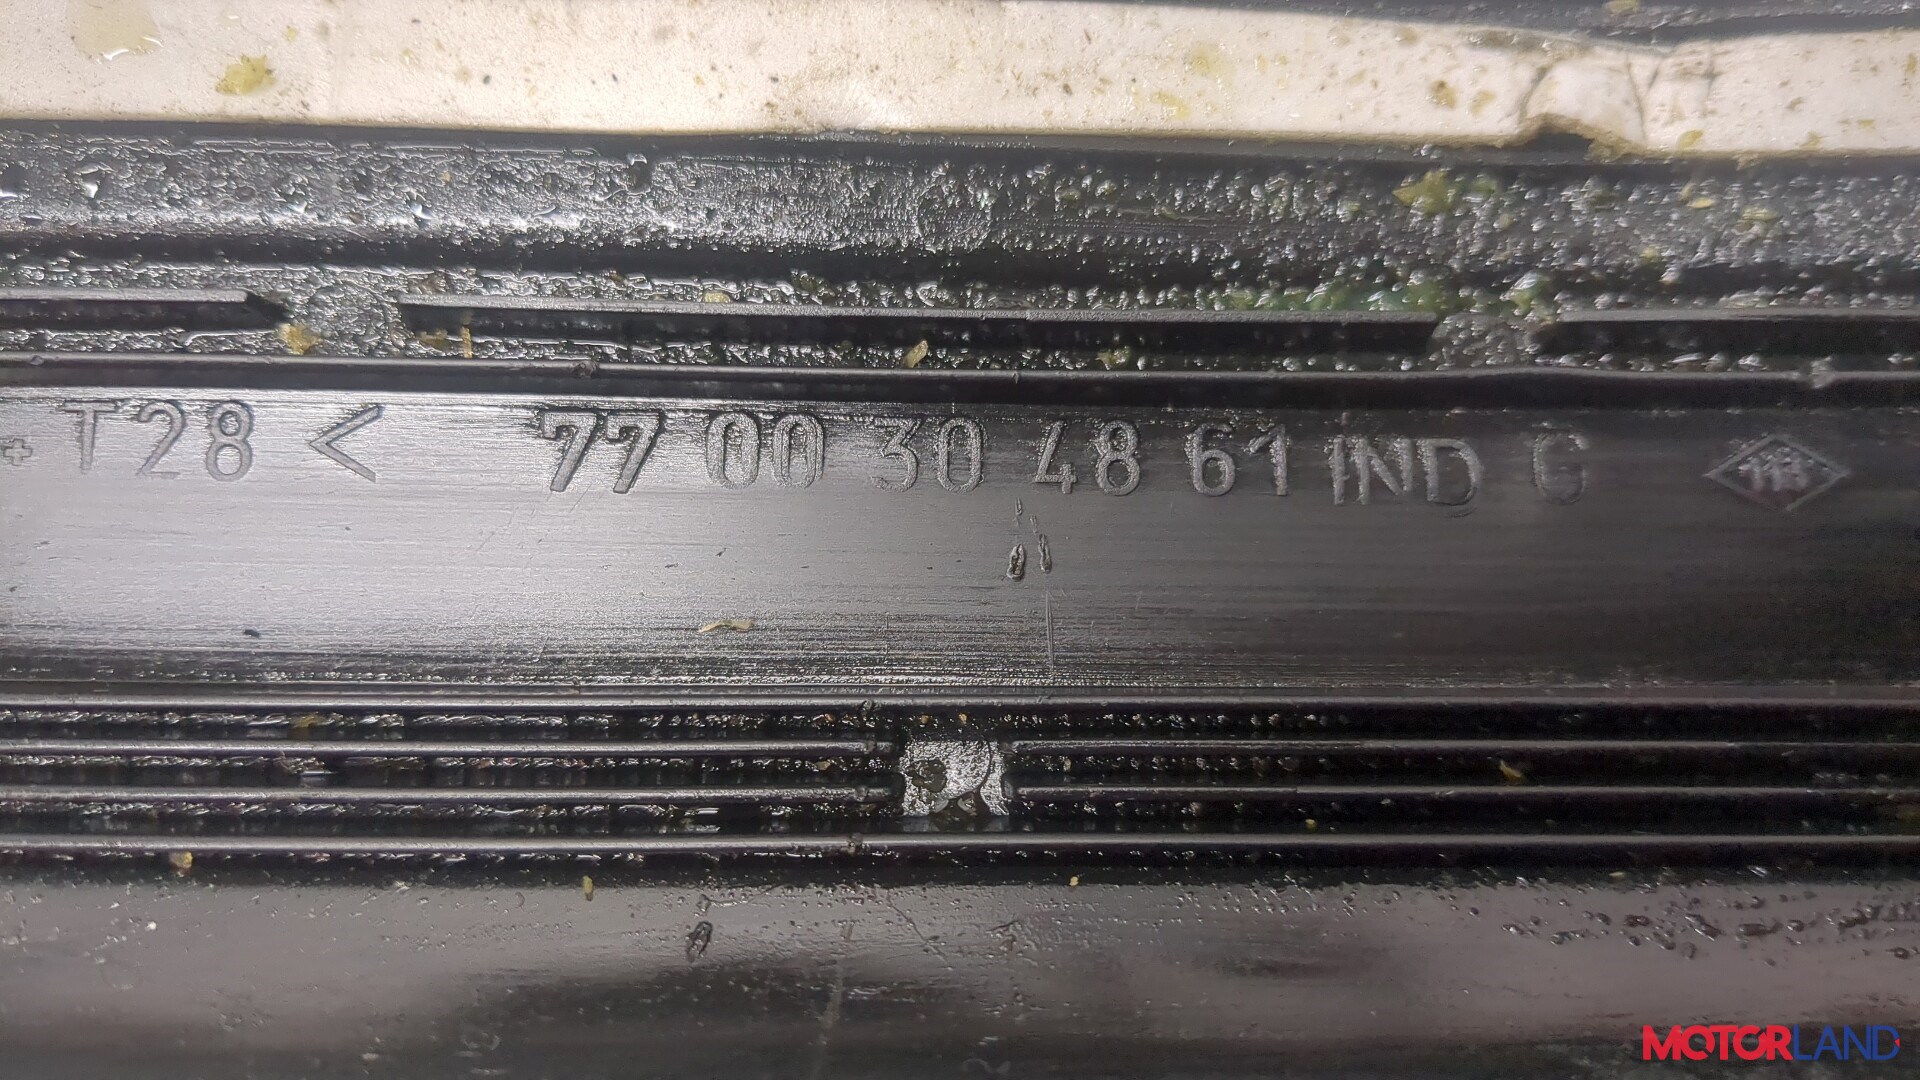 + T28 < 77 00 30 48 61 IND G
MOTORLAND